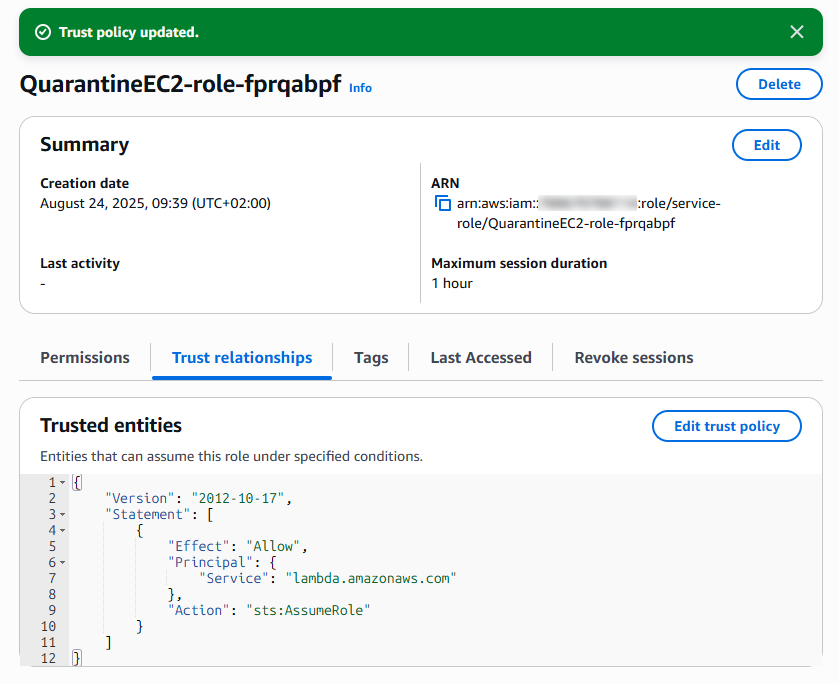 Trust policy updated.
QuarantineEC2-role-fprqabpf Info
Delete
Summary
Edit
Creation date
August 24, 2025, 09:39 (UTC+02:00)
ARN
arn:aws:iam:: :role/service-
role/QuarantineEC2-role-fprqabpf
Last activity
-
Maximum session duration
1 hour
Permissions
Trust relationships
Tags
Last Accessed
Revoke sessions
Trusted entities
Edit trust policy
Entities that can assume this role under specified conditions.
1 {
2 "Version": "2012-10-17",
3 "Statement": [
4 {
5 "Effect": "Allow",
6 "Principal": {
7 "Service": "lambda.amazonaws.com"
8 },
9 "Action": "sts:AssumeRole"
10 }
11 ]
12 }